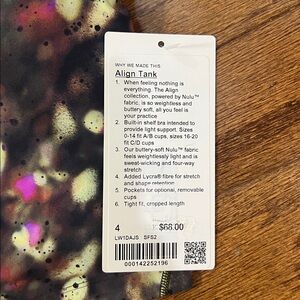 WHY WE MADE THIS
Align Tank
1. When feeling nothing is
everything. The Align
collection, powered by Nulu™
fabric, is so weightless and
buttery soft, all you feel is
your practice
2. Built-in shelf bra intended to
provide light support. Sizes
0-14 fit A/B cups, sizes 16-20
fit C/D cups
3. Our buttery-soft Nulu™ fabric
feels weightlessly light and is
sweat-wicking and four-way
stretch
4. Added Lycra® fibre for stretch
and shape retention
5. Pockets for optional, removable
cups
6. Tight fit, cropped length
4 $68.00
LW1DAJS SFS2
000142252196